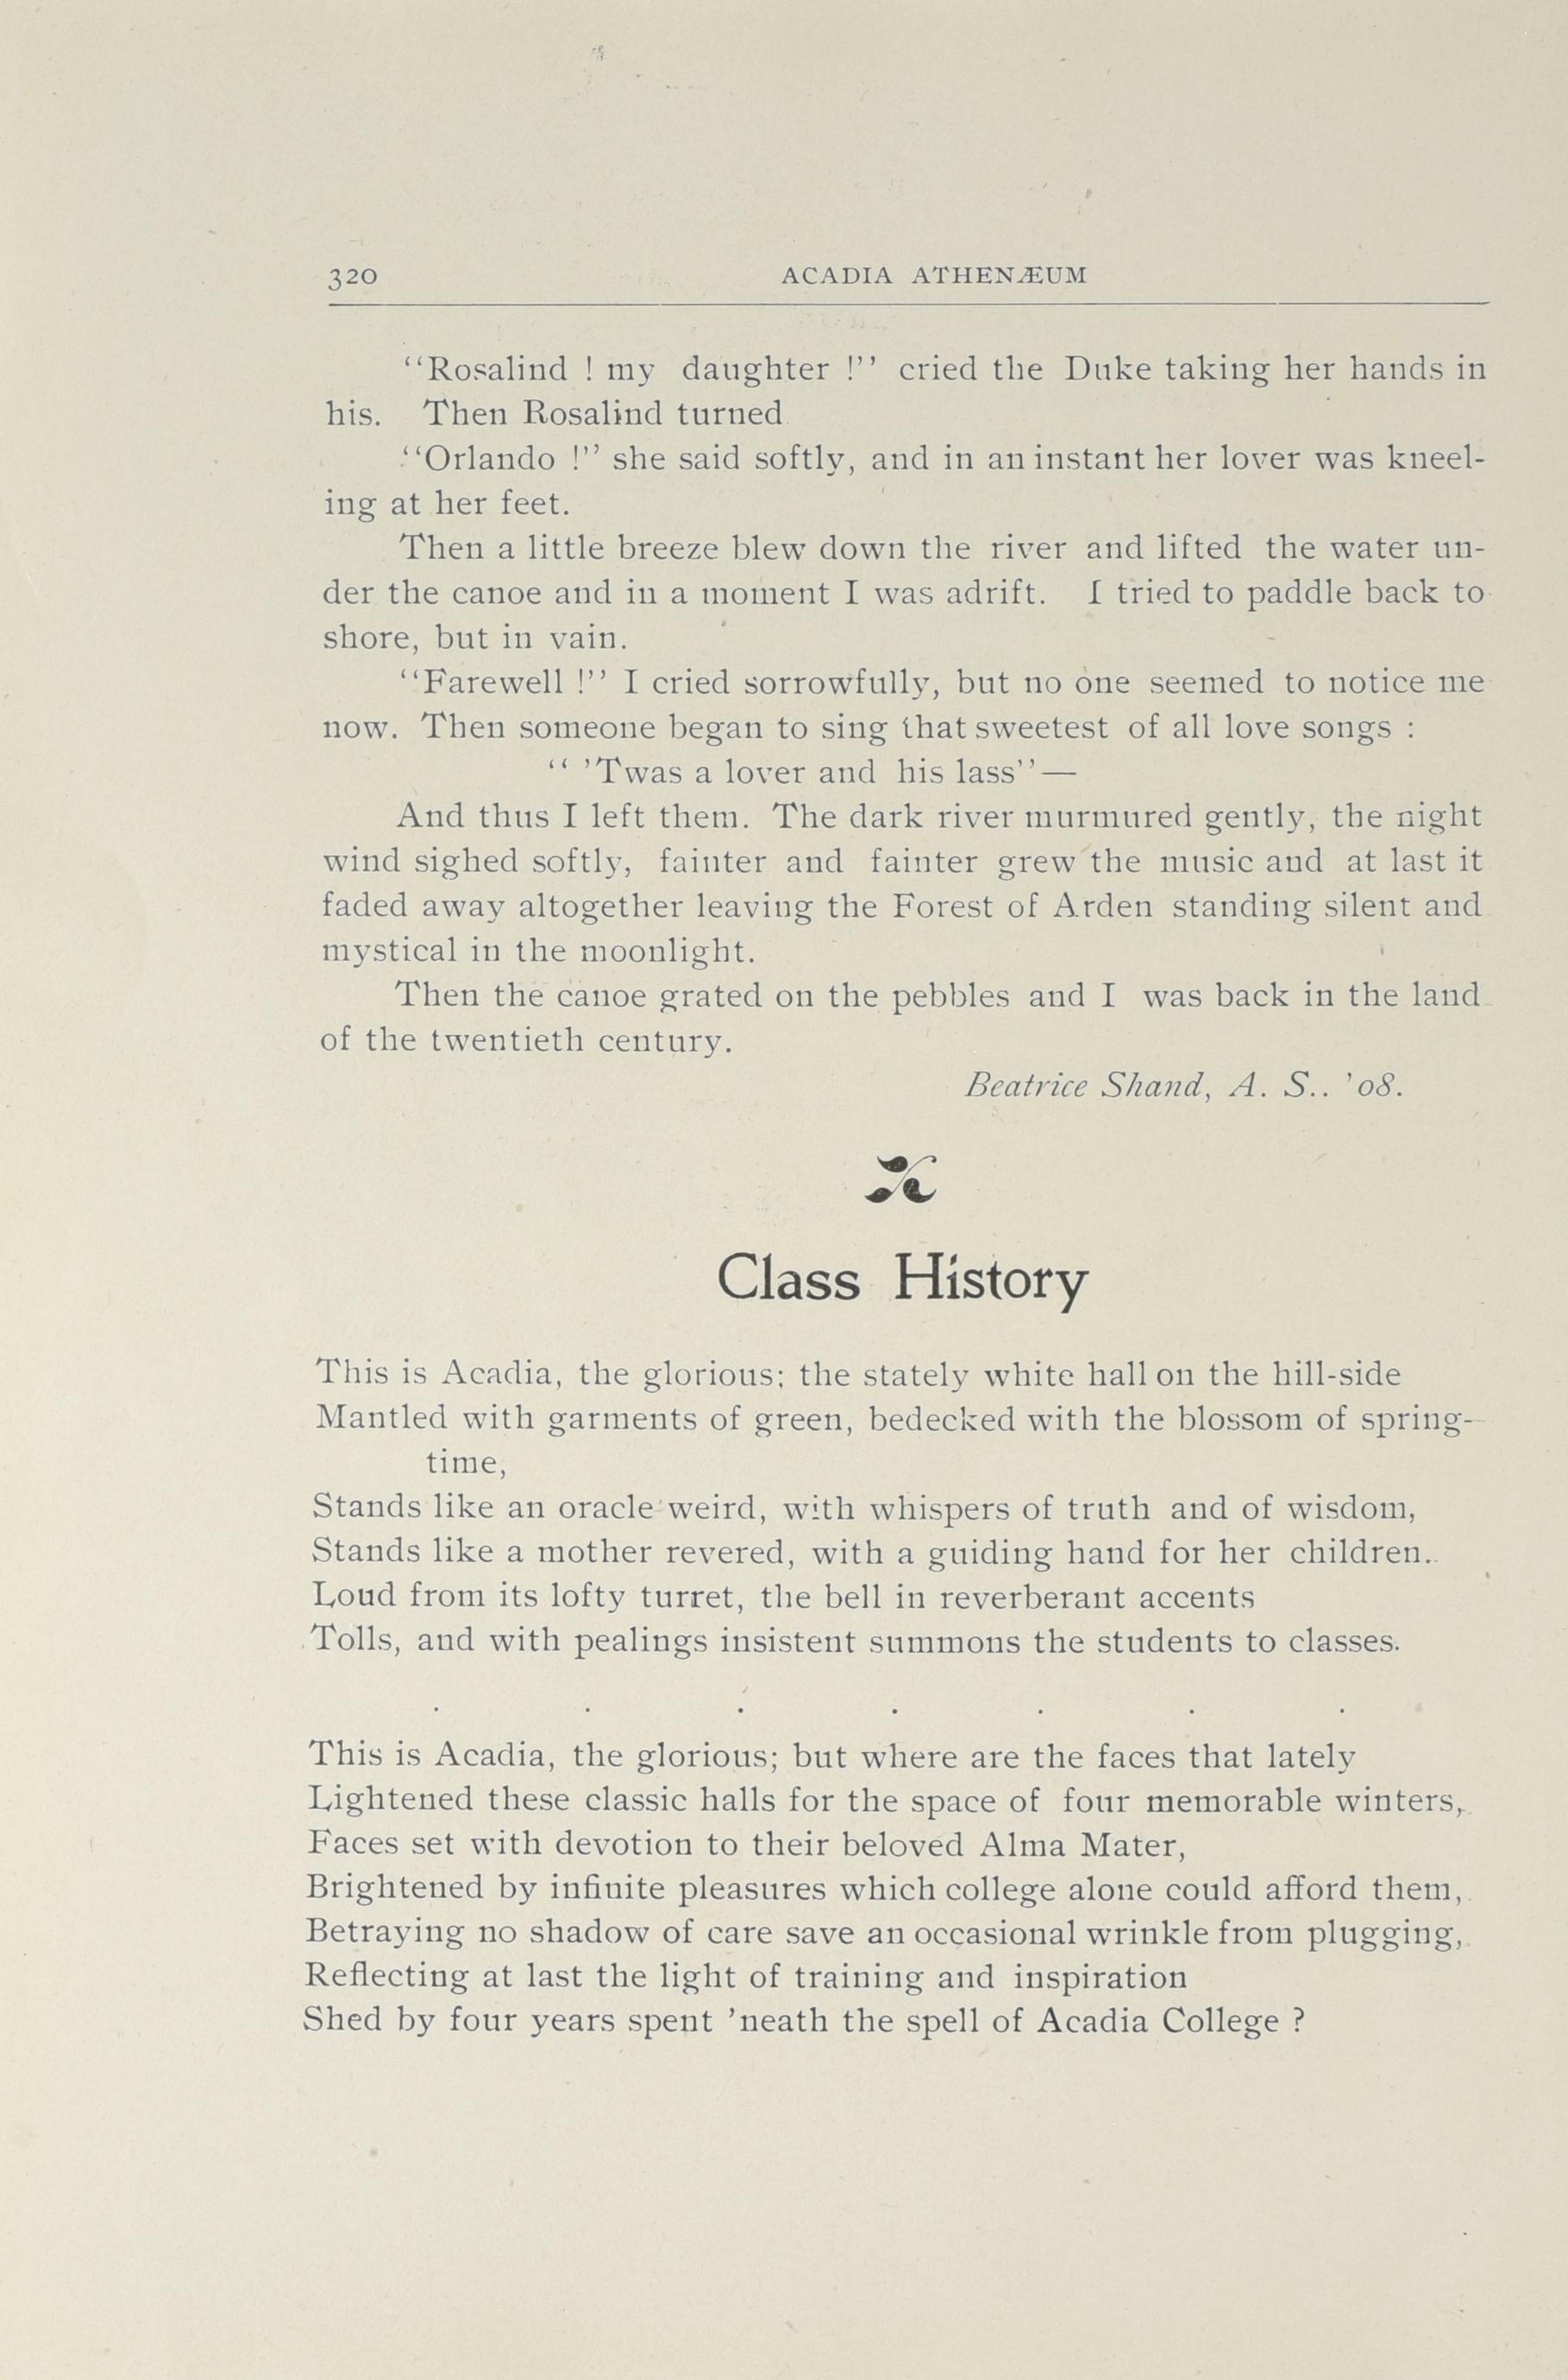 320 ACADIA ATHENÆUM
“Rosalind ! my daughter !” cried the Duke taking her hands in
his. Then Rosalind turned
“Orlando !” she said softly, and in an instant her lover was kneel-
ing at her feet.
Then a little breeze blew down the river and lifted the water un-
der the canoe and in a moment I was adrift. I tried to paddle back to
shore, but in vain.
“Farewell !” I cried sorrowfully, but no one seemed to notice me
now. Then someone began to sing that sweetest of all love songs :
“ ’Twas a lover and his lass”—
And thus I left them. The dark river murmured gently, the night
wind sighed softly, fainter and fainter grew the music and at last it
faded away altogether leaving the Forest of Arden standing silent and
mystical in the moonlight.
Then the canoe grated on the pebbles and I was back in the land
of the twentieth century.
Beatrice Shand, A. S.. ’08.
Class History
This is Acadia, the glorious; the stately white hall on the hill-side
Mantled with garments of green, bedecked with the blossom of spring-
time,
Stands like an oracle weird, with whispers of truth and of wisdom,
Stands like a mother revered, with a guiding hand for her children.
Loud from its lofty turret, the bell in reverberant accents
Tolls, and with pealings insistent summons the students to classes.
. . . . . . .
This is Acadia, the glorious; but where are the faces that lately
Lightened these classic halls for the space of four memorable winters,
Faces set with devotion to their beloved Alma Mater,
Brightened by infinite pleasures which college alone could afford them,
Betraying no shadow of care save an occasional wrinkle from plugging,
Reflecting at last the light of training and inspiration
Shed by four years spent ’neath the spell of Acadia College ?